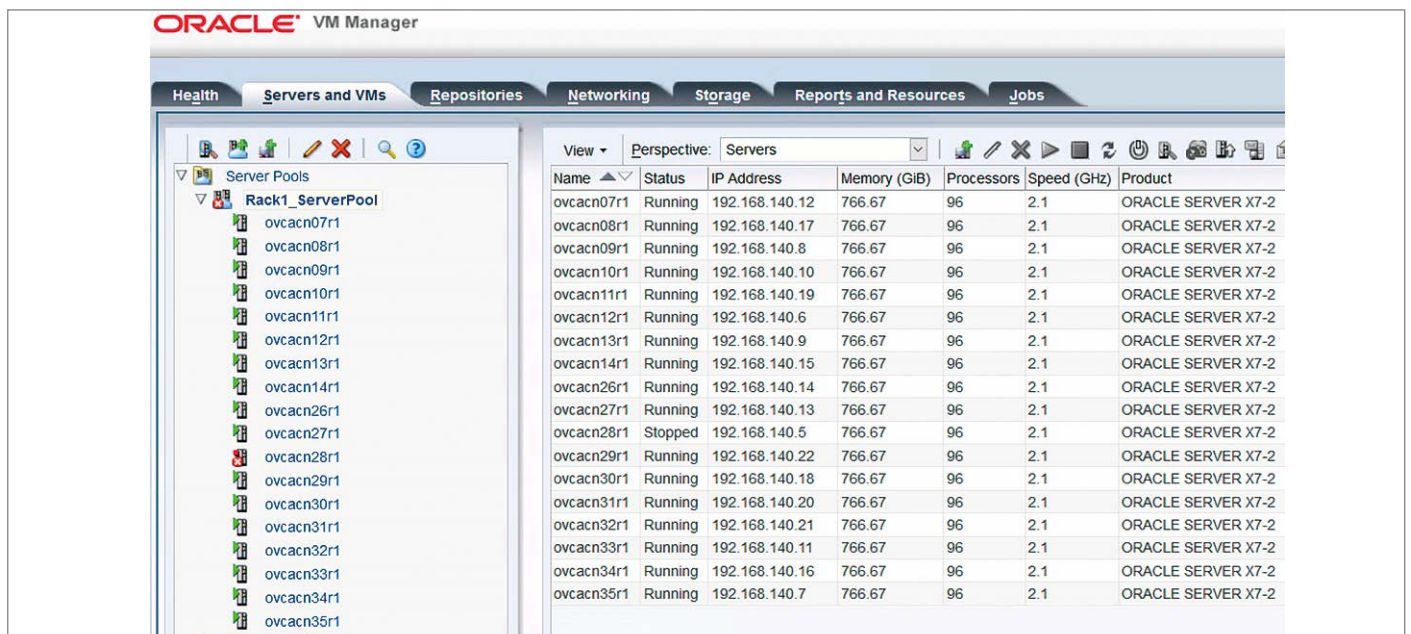 ORACLE VM Manager
Health Servers and VMs Repositories Networking Storage Reports and Resources Jobs
Server Pools
Rack1_ServerPool
ovcacn07r1
ovcacn08r1
ovcacn09r1
ovcacn10r1
ovcacn11r1
ovcacn12r1
ovcacn13r1
ovcacn14r1
ovcacn26r1
ovcacn27r1
ovcacn28r1
ovcacn29r1
ovcacn30r1
ovcacn31r1
ovcacn32r1
ovcacn33r1
ovcacn34r1
ovcacn35r1
View Perspective: Servers
Name Status IP Address Memory (GiB) Processors Speed (GHz) Product
ovcacn07r1 Running 192.168.140.12 766.67 96 2.1 ORACLE SERVER X7-2
ovcacn08r1 Running 192.168.140.17 766.67 96 2.1 ORACLE SERVER X7-2
ovcacn09r1 Running 192.168.140.8 766.67 96 2.1 ORACLE SERVER X7-2
ovcacn10r1 Running 192.168.140.10 766.67 96 2.1 ORACLE SERVER X7-2
ovcacn11r1 Running 192.168.140.19 766.67 96 2.1 ORACLE SERVER X7-2
ovcacn12r1 Running 192.168.140.6 766.67 96 2.1 ORACLE SERVER X7-2
ovcacn13r1 Running 192.168.140.9 766.67 96 2.1 ORACLE SERVER X7-2
ovcacn14r1 Running 192.168.140.15 766.67 96 2.1 ORACLE SERVER X7-2
ovcacn26r1 Running 192.168.140.14 766.67 96 2.1 ORACLE SERVER X7-2
ovcacn27r1 Running 192.168.140.13 766.67 96 2.1 ORACLE SERVER X7-2
ovcacn28r1 Stopped 192.168.140.5 766.67 96 2.1 ORACLE SERVER X7-2
ovcacn29r1 Running 192.168.140.22 766.67 96 2.1 ORACLE SERVER X7-2
ovcacn30r1 Running 192.168.140.18 766.67 96 2.1 ORACLE SERVER X7-2
ovcacn31r1 Running 192.168.140.20 766.67 96 2.1 ORACLE SERVER X7-2
ovcacn32r1 Running 192.168.140.21 766.67 96 2.1 ORACLE SERVER X7-2
ovcacn33r1 Running 192.168.140.11 766.67 96 2.1 ORACLE SERVER X7-2
ovcacn34r1 Running 192.168.140.16 766.67 96 2.1 ORACLE SERVER X7-2
ovcacn35r1 Running 192.168.140.7 766.67 96 2.1 ORACLE SERVER X7-2